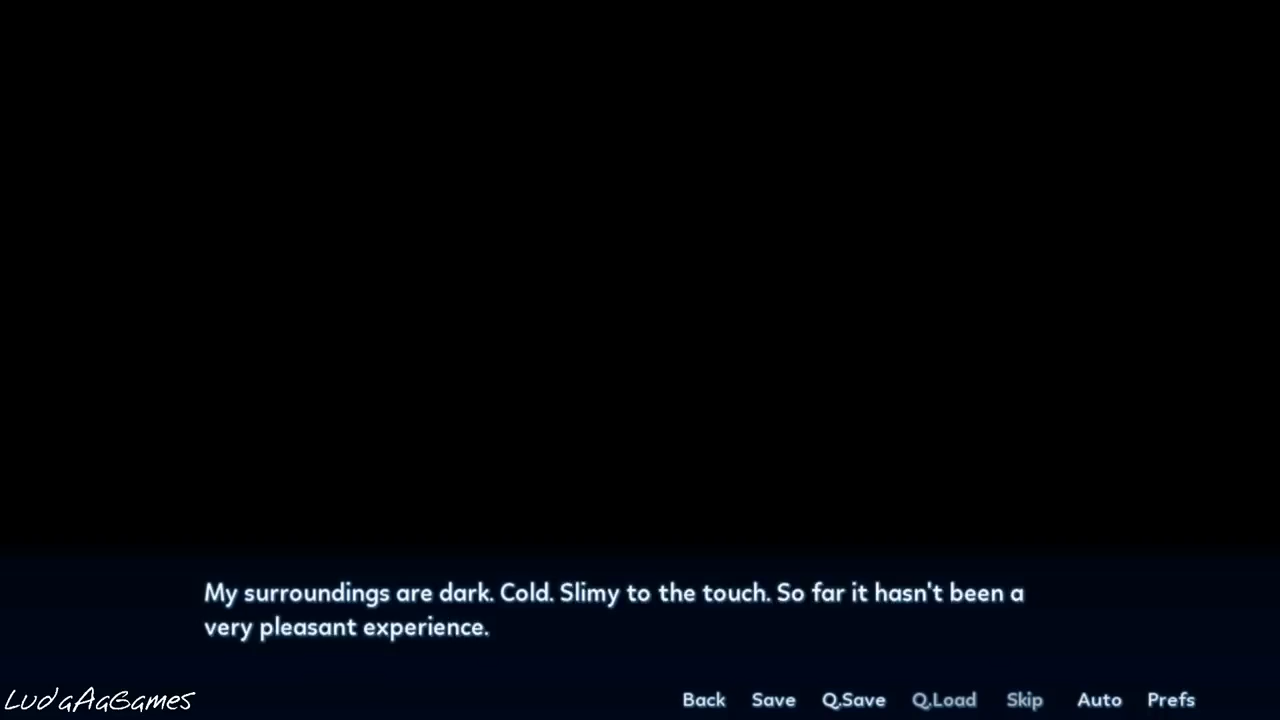 My surroundings are dark. Cold. Slimy to the touch. So far it hasn't been a
very pleasant experience.
LudaAaGames
Back Save Q.Save Q.Load Skip Auto Prefs